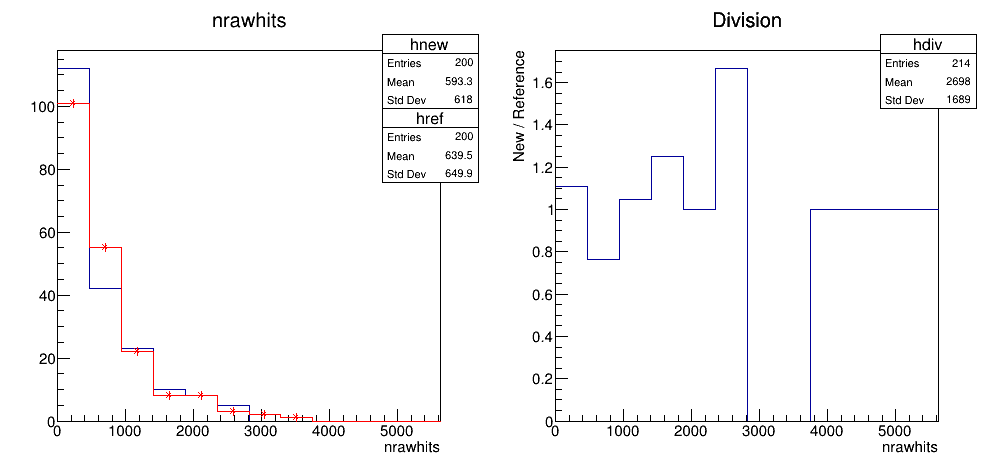 nrawhits
hnew
Entries 200
Mean 593.3
Std Dev 618
href
Entries 200
Mean 639.5
Std Dev 649.9
100
80
60
40
20
0
0 1000 2000 3000 4000 5000
nrawhits
Division
hdiv
Entries 214
Mean 2698
Std Dev 1689
New / Reference
1.6
1.4
1.2
1
0.8
0.6
0.4
0.2
0
0 1000 2000 3000 4000 5000
nrawhits